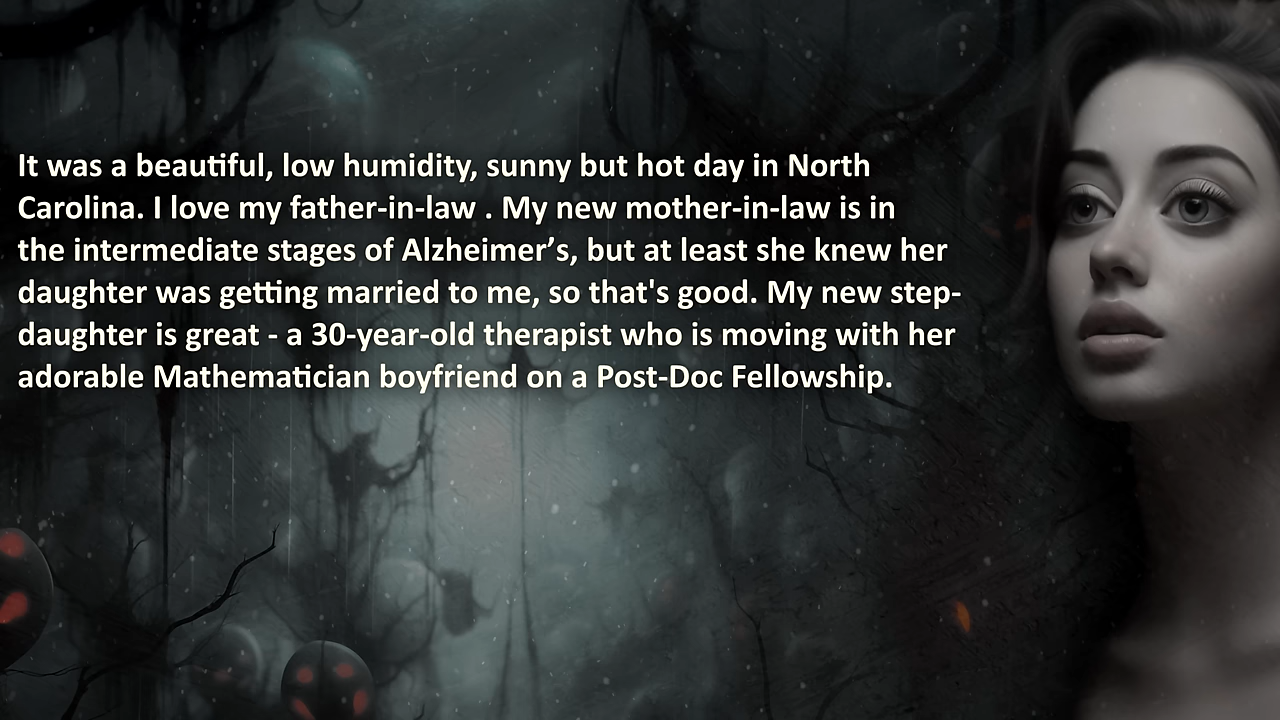 It was a beautiful, low humidity, sunny but hot day in North
Carolina. I love my father-in-law . My new mother-in-law is in
the intermediate stages of Alzheimer’s, but at least she knew her
daughter was getting married to me, so that's good. My new step-
daughter is great - a 30-year-old therapist who is moving with her
adorable Mathematician boyfriend on a Post-Doc Fellowship.